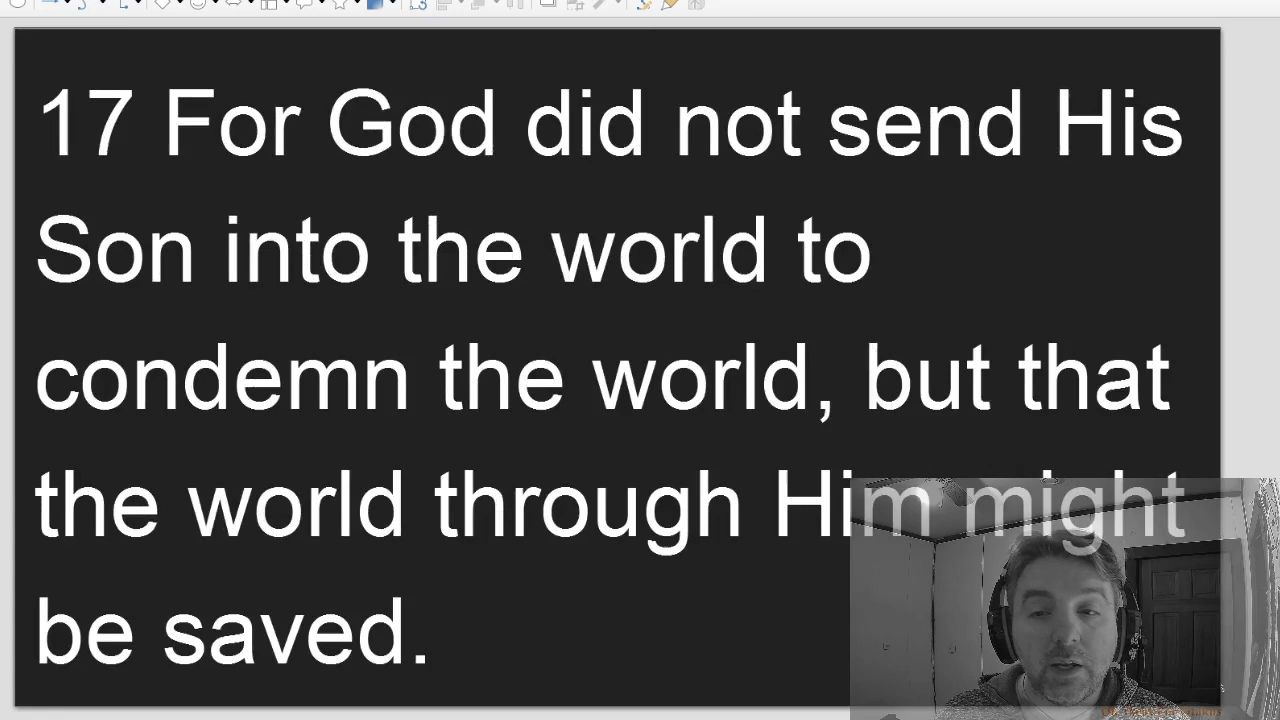 17 For God did not send His
Son into the world to
condemn the world, but that
the world through Him might
be saved.